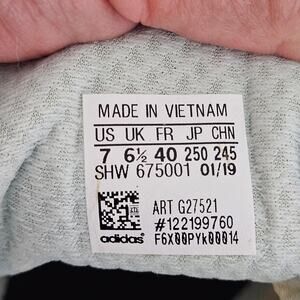 MADE IN VIETNAM
US UK FR JP CHN
7 6½ 40 250 245
SHW 675001 01/19
ART G27521
#122199760
adidas F6X00PYk00014